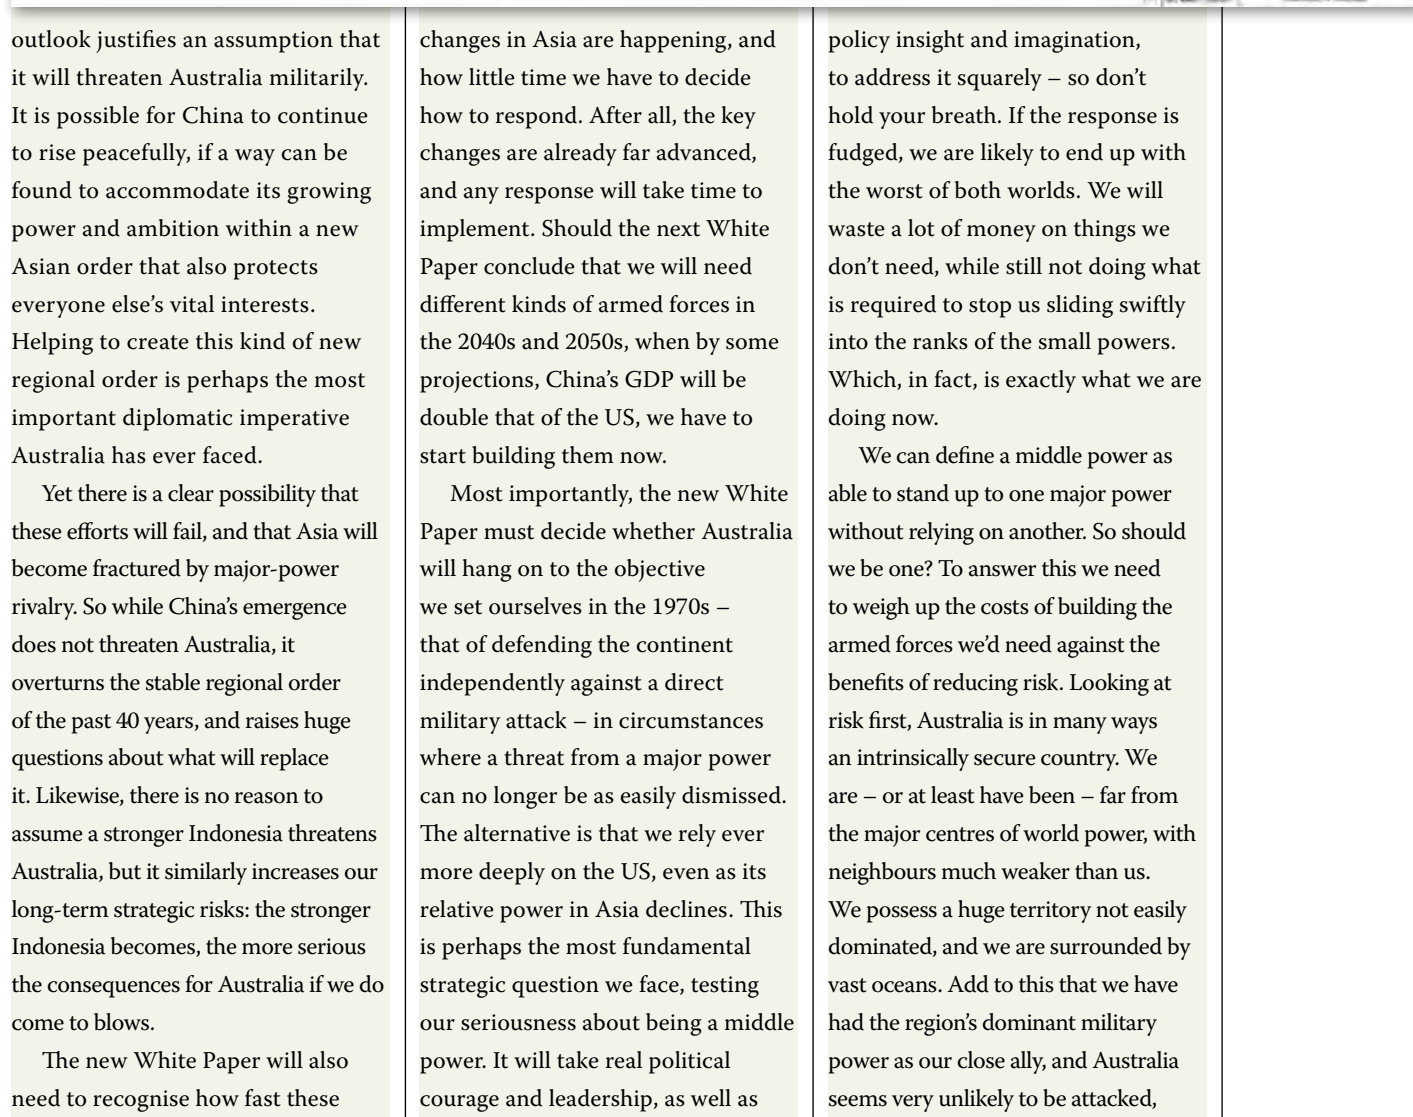 outlook justifies an assumption that
it will threaten Australia militarily.
It is possible for China to continue
to rise peacefully, if a way can be
found to accommodate its growing
power and ambition within a new
Asian order that also protects
everyone else’s vital interests.
Helping to create this kind of new
regional order is perhaps the most
important diplomatic imperative
Australia has ever faced.
Yet there is a clear possibility that
these efforts will fail, and that Asia will
become fractured by major-power
rivalry. So while China’s emergence
does not threaten Australia, it
overturns the stable regional order
of the past 40 years, and raises huge
questions about what will replace
it. Likewise, there is no reason to
assume a stronger Indonesia threatens
Australia, but it similarly increases our
long-term strategic risks: the stronger
Indonesia becomes, the more serious
the consequences for Australia if we do
come to blows.
The new White Paper will also
need to recognise how fast these
changes in Asia are happening, and
how little time we have to decide
how to respond. After all, the key
changes are already far advanced,
and any response will take time to
implement. Should the next White
Paper conclude that we will need
different kinds of armed forces in
the 2040s and 2050s, when by some
projections, China’s GDP will be
double that of the US, we have to
start building them now.
Most importantly, the new White
Paper must decide whether Australia
will hang on to the objective
we set ourselves in the 1970s –
that of defending the continent
independently against a direct
military attack – in circumstances
where a threat from a major power
can no longer be as easily dismissed.
The alternative is that we rely ever
more deeply on the US, even as its
relative power in Asia declines. This
is perhaps the most fundamental
strategic question we face, testing
our seriousness about being a middle
power. It will take real political
courage and leadership, as well as
policy insight and imagination,
to address it squarely – so don’t
hold your breath. If the response is
fudged, we are likely to end up with
the worst of both worlds. We will
waste a lot of money on things we
don’t need, while still not doing what
is required to stop us sliding swiftly
into the ranks of the small powers.
Which, in fact, is exactly what we are
doing now.
We can define a middle power as
able to stand up to one major power
without relying on another. So should
we be one? To answer this we need
to weigh up the costs of building the
armed forces we’d need against the
benefits of reducing risk. Looking at
risk first, Australia is in many ways
an intrinsically secure country. We
are – or at least have been – far from
the major centres of world power, with
neighbours much weaker than us.
We possess a huge territory not easily
dominated, and we are surrounded by
vast oceans. Add to this that we have
had the region’s dominant military
power as our close ally, and Australia
seems very unlikely to be attacked,